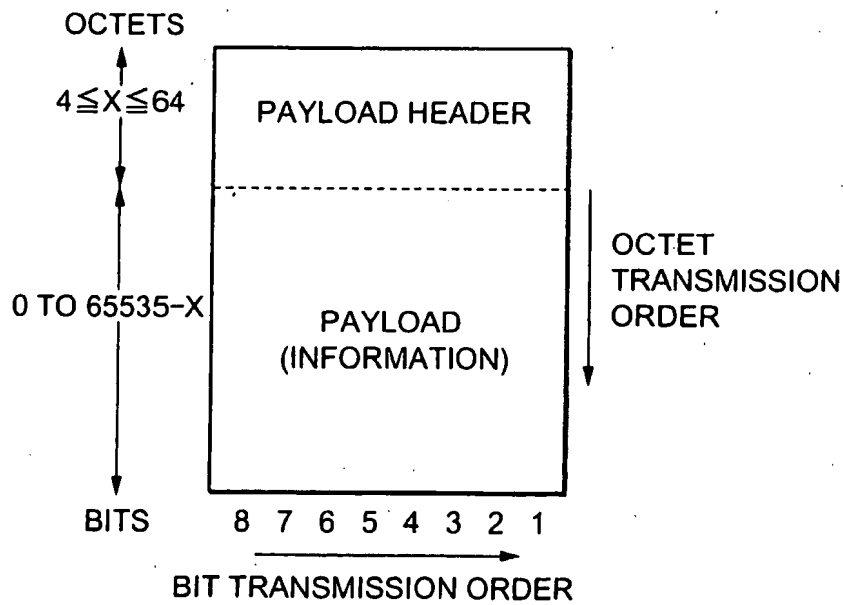 OCTETS
4≦X≦64
PAYLOAD HEADER
OCTET
TRANSMISSION
ORDER
0 TO 65535-X
PAYLOAD
(INFORMATION)
BITS
8 7 6 5 4 3 2 1
BIT TRANSMISSION ORDER